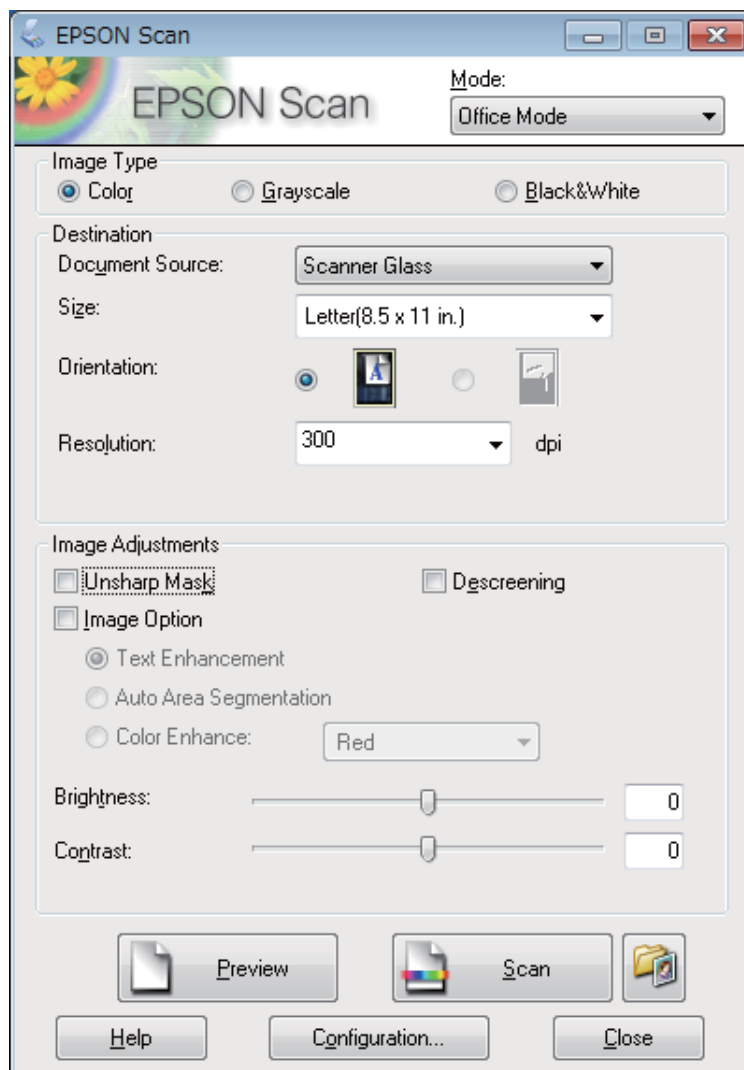 EPSON Scan
EPSON Scan
Mode:
Office Mode
Image Type
Color Grayscale Black&White
Destination
Document Source: Scanner Glass
Size: Letter(8.5 x 11 in.)
Orientation: A
Resolution: 300 dpi
Image Adjustments
Unsharp Mask Descreening
Image Option
Text Enhancement
Auto Area Segmentation
Color Enhance: Red
Brightness: 0
Contrast: 0
Preview Scan
Help Configuration... Close